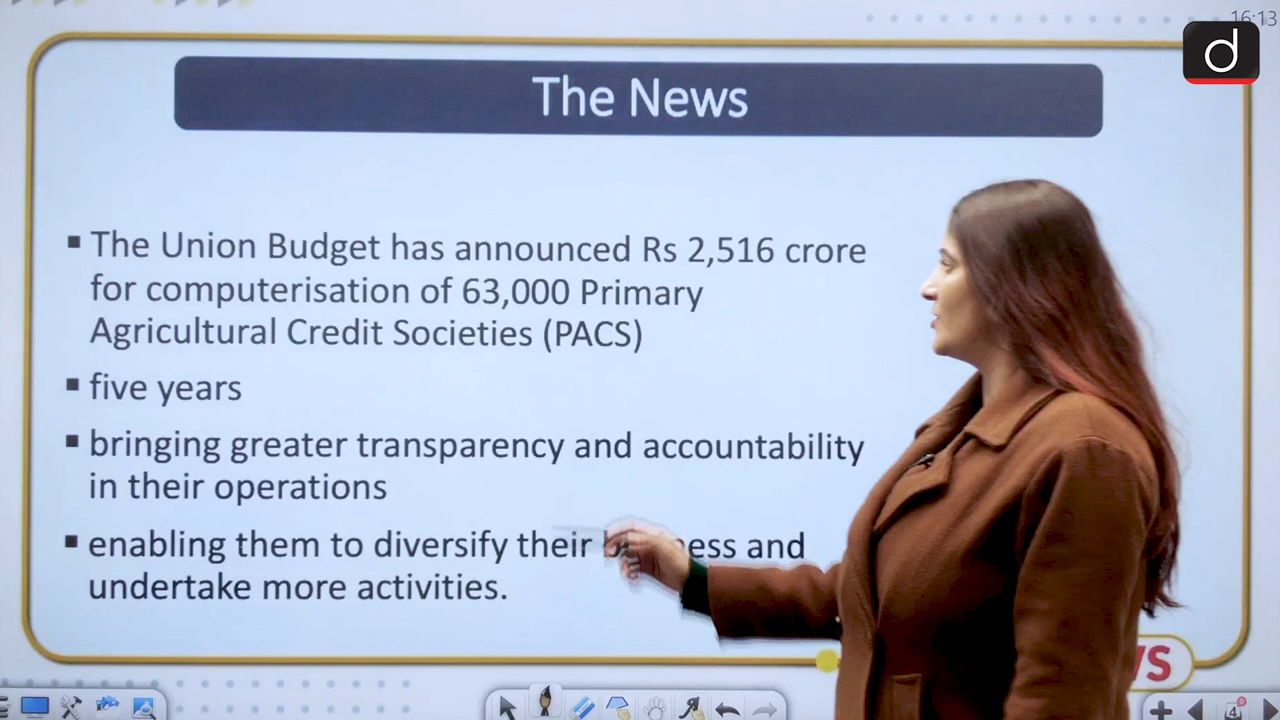 16:13
d
The News
▪ The Union Budget has announced Rs 2,516 crore
for computerisation of 63,000 Primary
Agricultural Credit Societies (PACS)
▪ five years
▪ bringing greater transparency and accountability
in their operations
▪ enabling them to diversify their and
undertake more activities.
4